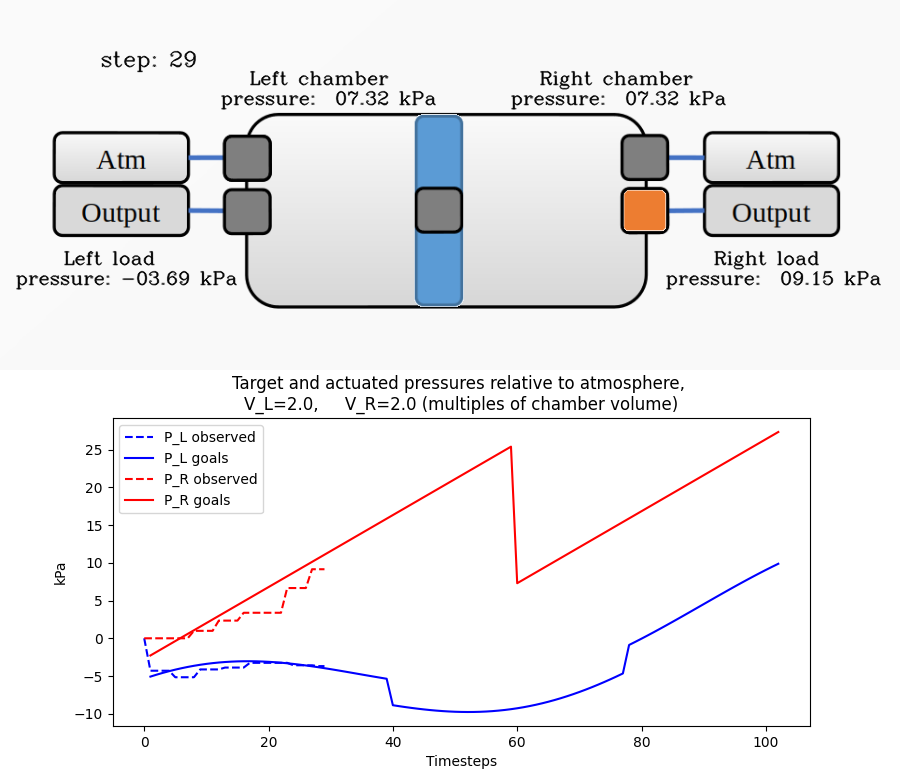 step: 29
Left chamber
pressure:  07.32 kPa
Right chamber
pressure:  07.32 kPa
Atm
Output
Atm
Output
Left load
pressure: -03.69 kPa
Right load
pressure:  09.15 kPa
Target and actuated pressures relative to atmosphere,
V_L=2.0,     V_R=2.0 (multiples of chamber volume)
P_L observed
P_L goals
P_R observed
P_R goals
25
20
15
10
5
0
−5
−10
kPa
0 20 40 60 80 100
Timesteps